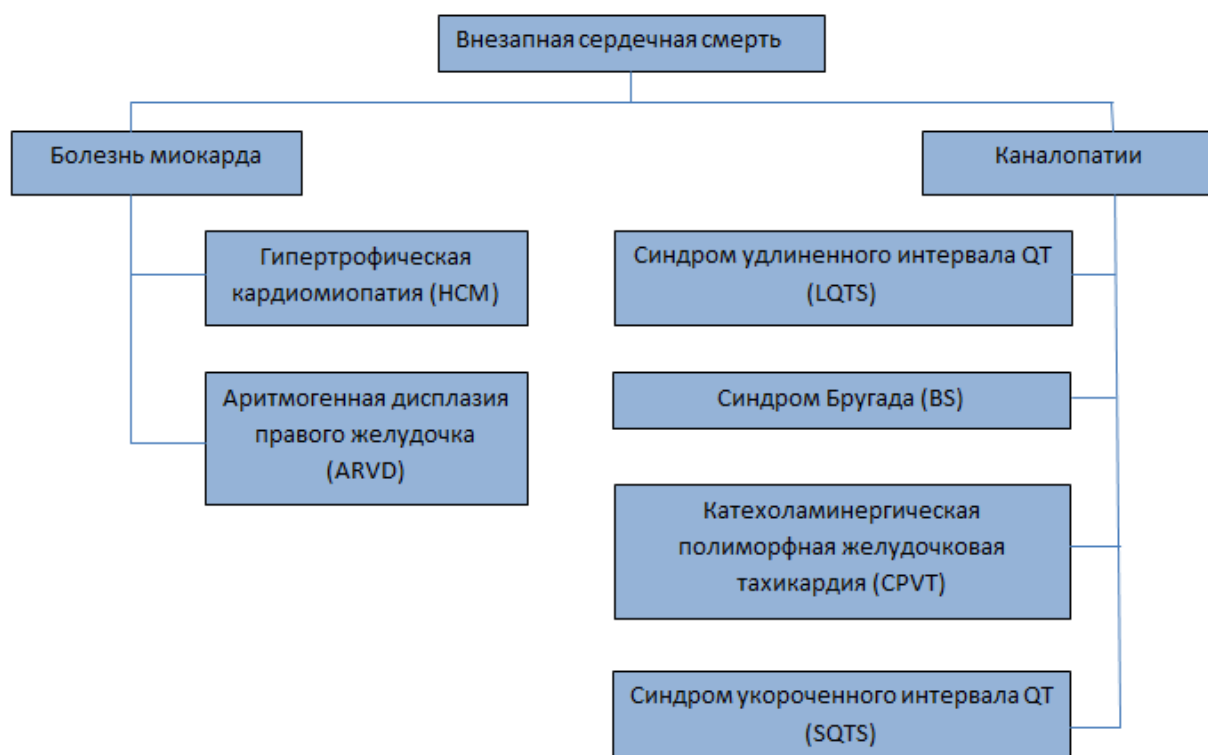 Внезапная сердечная смерть
Болезнь миокарда
Каналопатии
Гипертрофическая
кардиомиопатия (HCM)
Аритмогенная дисплазия
правого желудочка
(ARVD)
Синдром удлиненного интервала QT
(LQTS)
Синдром Бругада (BS)
Катехоламинергическая
полиморфная желудочковая
тахикардия (CPVT)
Синдром укороченного интервала QT
(SQTS)